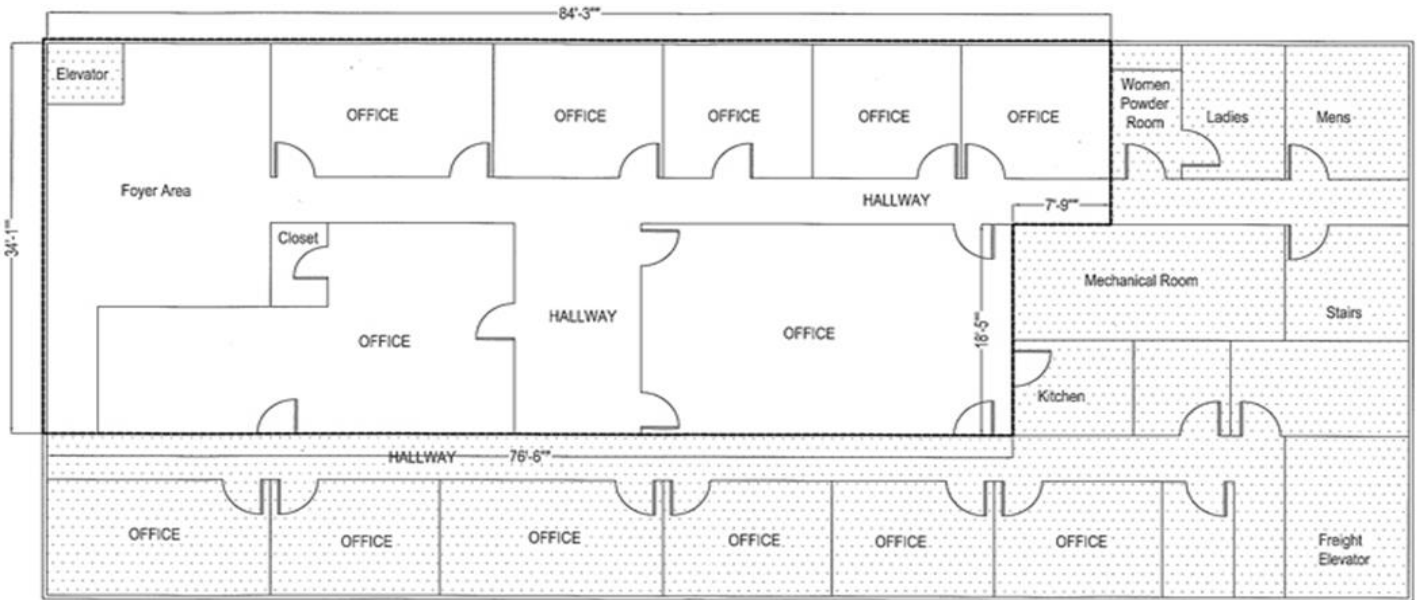 84'-3""
Elevator
OFFICE
OFFICE
OFFICE
OFFICE
OFFICE
Women
Powder
Room
Ladies
Mens
Foyer Area
HALLWAY
7'-9""
34'-1""
Closet
Mechanical Room
HALLWAY
OFFICE
OFFICE
18'-5""
Stairs
Kitchen
HALLWAY
76'-6""
OFFICE
OFFICE
OFFICE
OFFICE
OFFICE
OFFICE
Freight
Elevator